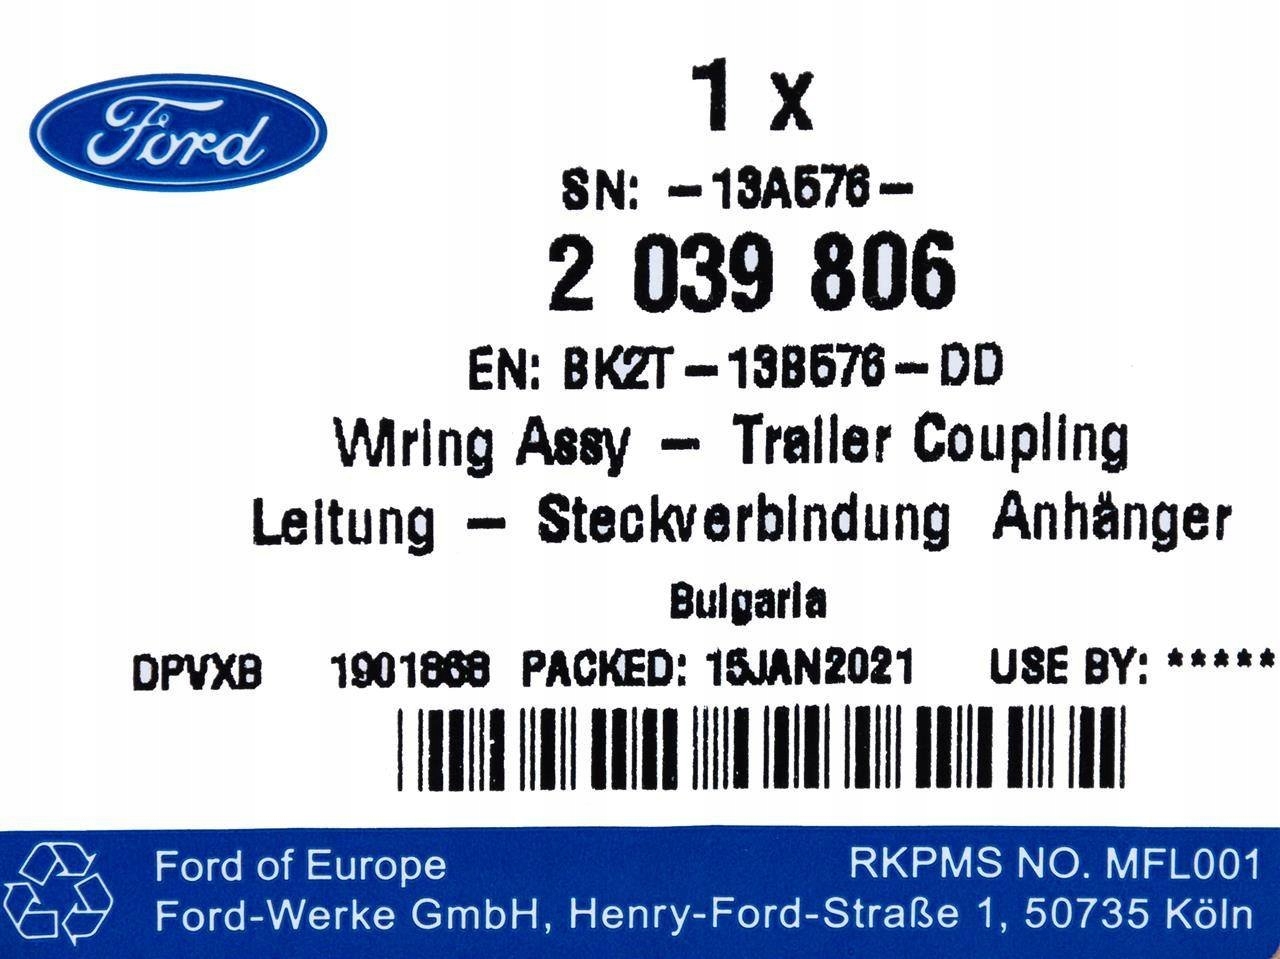 Ford
1 x
SN: -13A576-
2 039 806
EN: BK2T-13B576-DD
Wiring Assy - Trailer Coupling
Leitung - Steckverbindung Anhänger
Bulgaria
DPVXB 1901868 PACKED: 15JAN2021 USE BY: *****
Ford of Europe RKPMS NO. MFL001
Ford-Werke GmbH, Henry-Ford-Straße 1, 50735 Köln